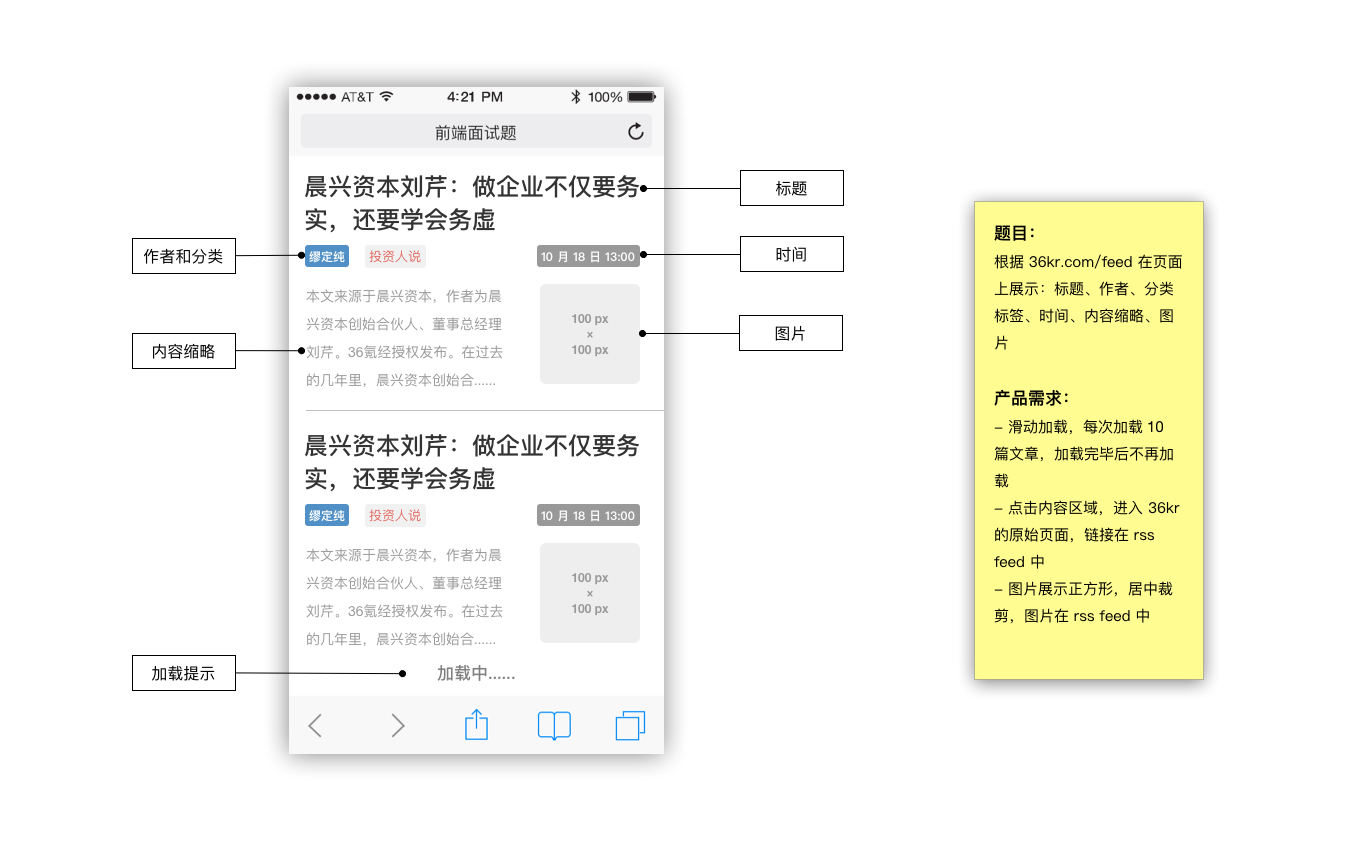 AT&T
4:21 PM
100%
前端面试题
晨兴资本刘芹：做企业不仅要务
实，还要学会务虚
标题
作者和分类
缪定纯
投资人说
10 月 18 日 13:00
时间
本文来源于晨兴资本，作者为晨
兴资本创始合伙人、董事总经理
刘芹。36氪经授权发布。在过去
的几年里，晨兴资本创始合......
内容缩略
100 px
×
100 px
图片
晨兴资本刘芹：做企业不仅要务
实，还要学会务虚
缪定纯
投资人说
10 月 18 日 13:00
本文来源于晨兴资本，作者为晨
兴资本创始合伙人、董事总经理
刘芹。36氪经授权发布。在过去
的几年里，晨兴资本创始合......
100 px
×
100 px
加载提示
加载中......
题目：
根据 36kr.com/feed 在页面
上展示：标题、作者、分类
标签、时间、内容缩略、图
片
产品需求：
- 滑动加载，每次加载 10
篇文章，加载完毕后不再加
载
- 点击内容区域，进入 36kr
的原始页面，链接在 rss
feed 中
- 图片展示正方形，居中裁
剪，图片在 rss feed 中